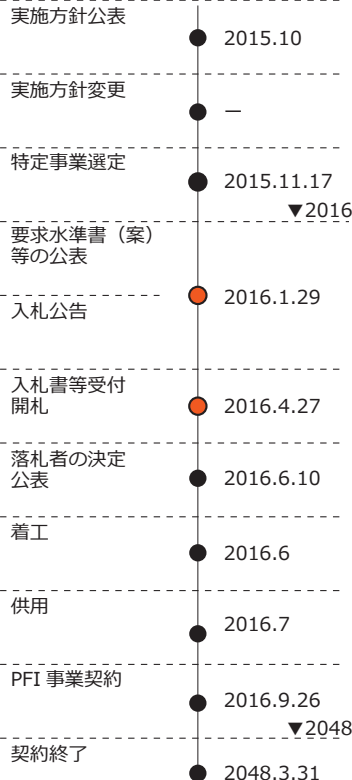 実施方針公表
2015.10
実施方針変更
－
特定事業選定
2015.11.17
▼2016
要求水準書（案）
等の公表
2016.1.29
入札公告
入札書等受付
開札
2016.4.27
落札者の決定
公表
2016.6.10
着工
2016.6
供用
2016.7
PFI 事業契約
2016.9.26
▼2048
契約終了
2048.3.31